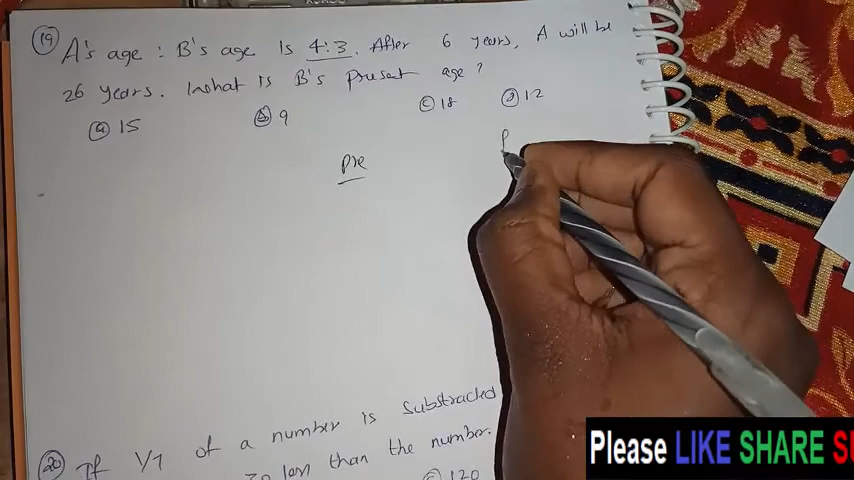 19 A's age : B's age is 4:3. After 6 years, A will be
26 years. what is B's present age ?
a 15 b 9 c 18 d 12
Pre
20 If 1/7 of a number is substracted
less than the number.
c 120
Please LIKE SHARE